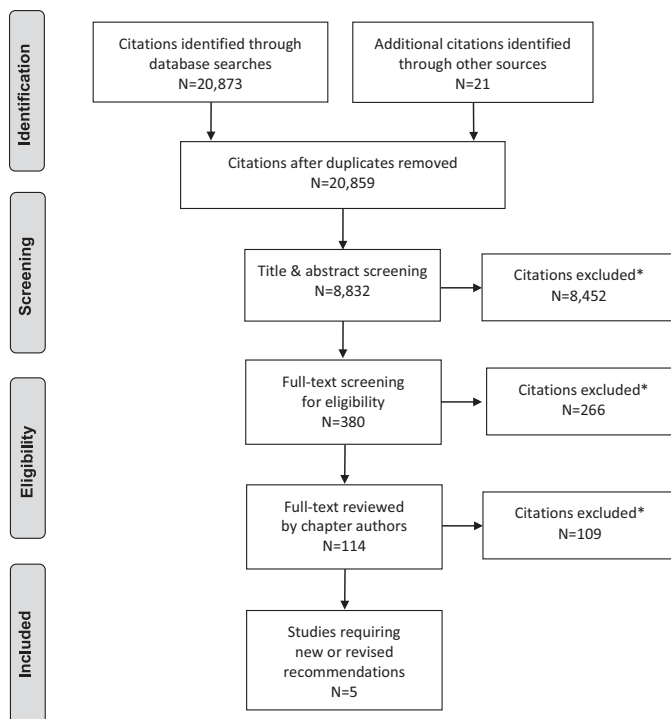 Identification
Citations identified through
database searches
N=20,873
Additional citations identified
through other sources
N=21
Citations after duplicates removed
N=20,859
Screening
Title & abstract screening
N=8,832
Citations excluded*
N=8,452
Eligibility
Full-text screening
for eligibility
N=380
Citations excluded*
N=266
Full-text reviewed
by chapter authors
N=114
Citations excluded*
N=109
Included
Studies requiring
new or revised
recommendations
N=5